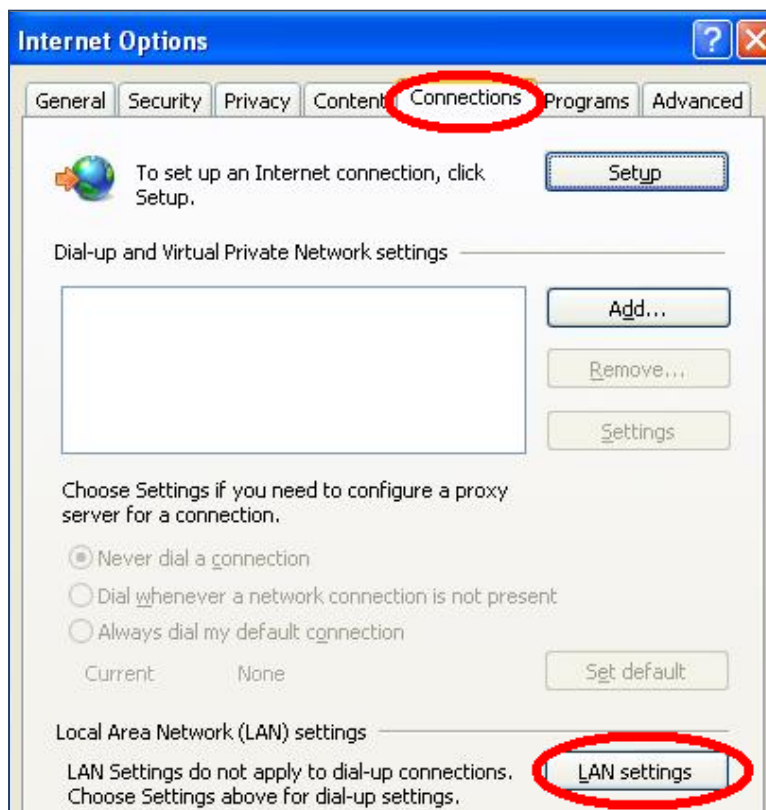 Internet Options
?
General Security Privacy Content Connections Programs Advanced
To set up an Internet connection, click
Setup.
Setup
Dial-up and Virtual Private Network settings
Add...
Remove...
Settings
Choose Settings if you need to configure a proxy
server for a connection.
Never dial a connection
Dial whenever a network connection is not present
Always dial my default connection
Current None
Set default
Local Area Network (LAN) settings
LAN Settings do not apply to dial-up connections.
Choose Settings above for dial-up settings.
LAN settings